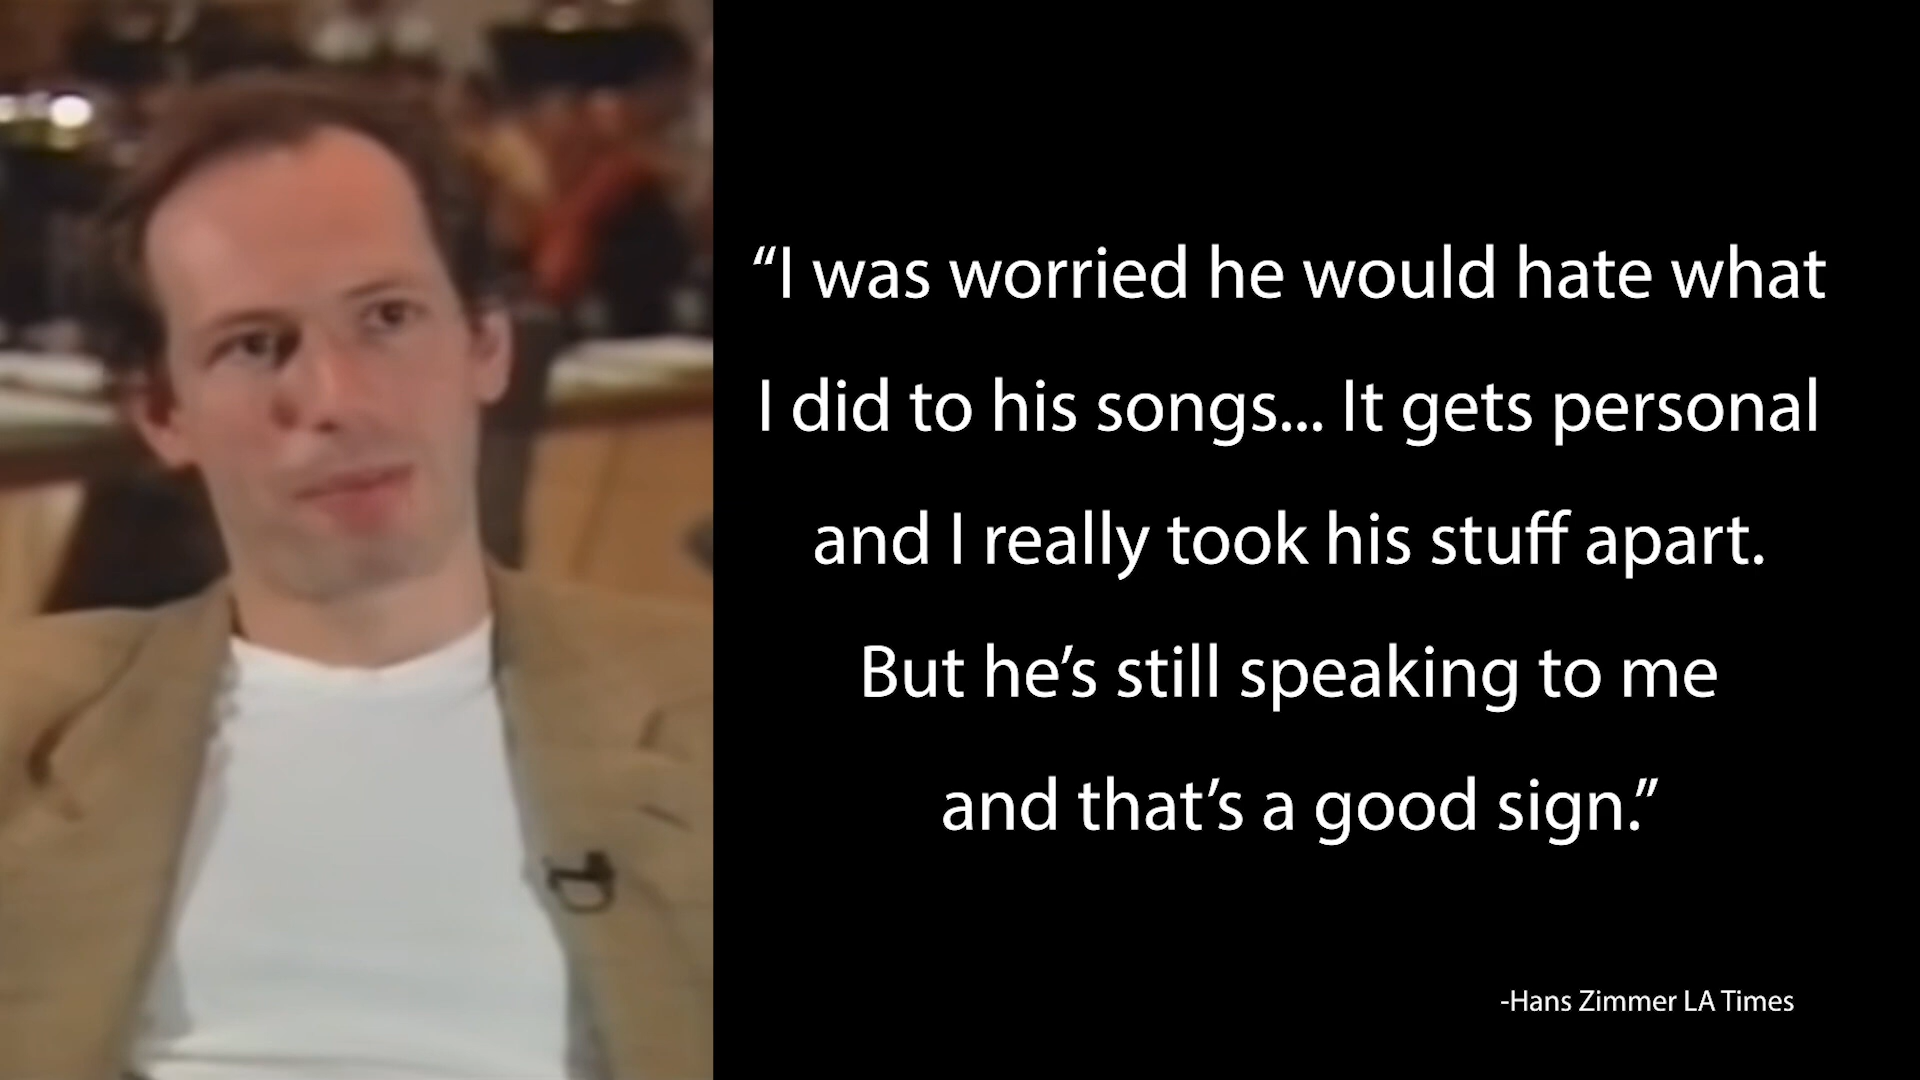 “I was worried he would hate what
I did to his songs... It gets personal
and I really took his stuff apart.
But he’s still speaking to me
and that’s a good sign.”
-Hans Zimmer LA Times